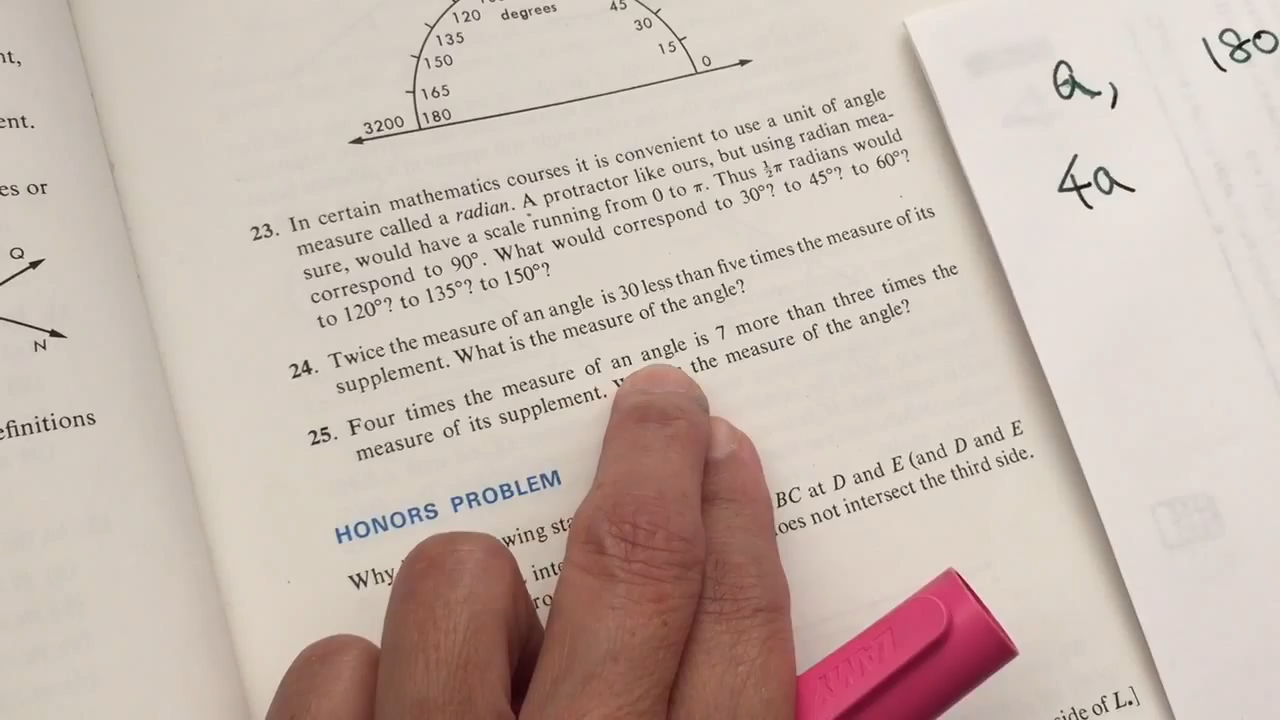 nt,
ent.
es or
Q
N
efinitions
120 degrees 45
135 30
150 15
165 0
3200 180
23. In certain mathematics courses it is convenient to use a unit of angle
measure called a radian. A protractor like ours, but using radian mea-
sure, would have a scale running from 0 to π. Thus ½π radians would
correspond to 90°. What would correspond to 30°? to 45°? to 60°?
to 120°? to 135°? to 150°?
24. Twice the measure of an angle is 30 less than five times the measure of its
supplement. What is the measure of the angle?
25. Four times the measure of an angle is 7 more than three times the
measure of its supplement. the measure of the angle?
HONORS PROBLEM
wing sta BC at D and E (and D and E
Why inte oes not intersect the third side.
ro
ide of L.]
a, 180
4a
LAMY